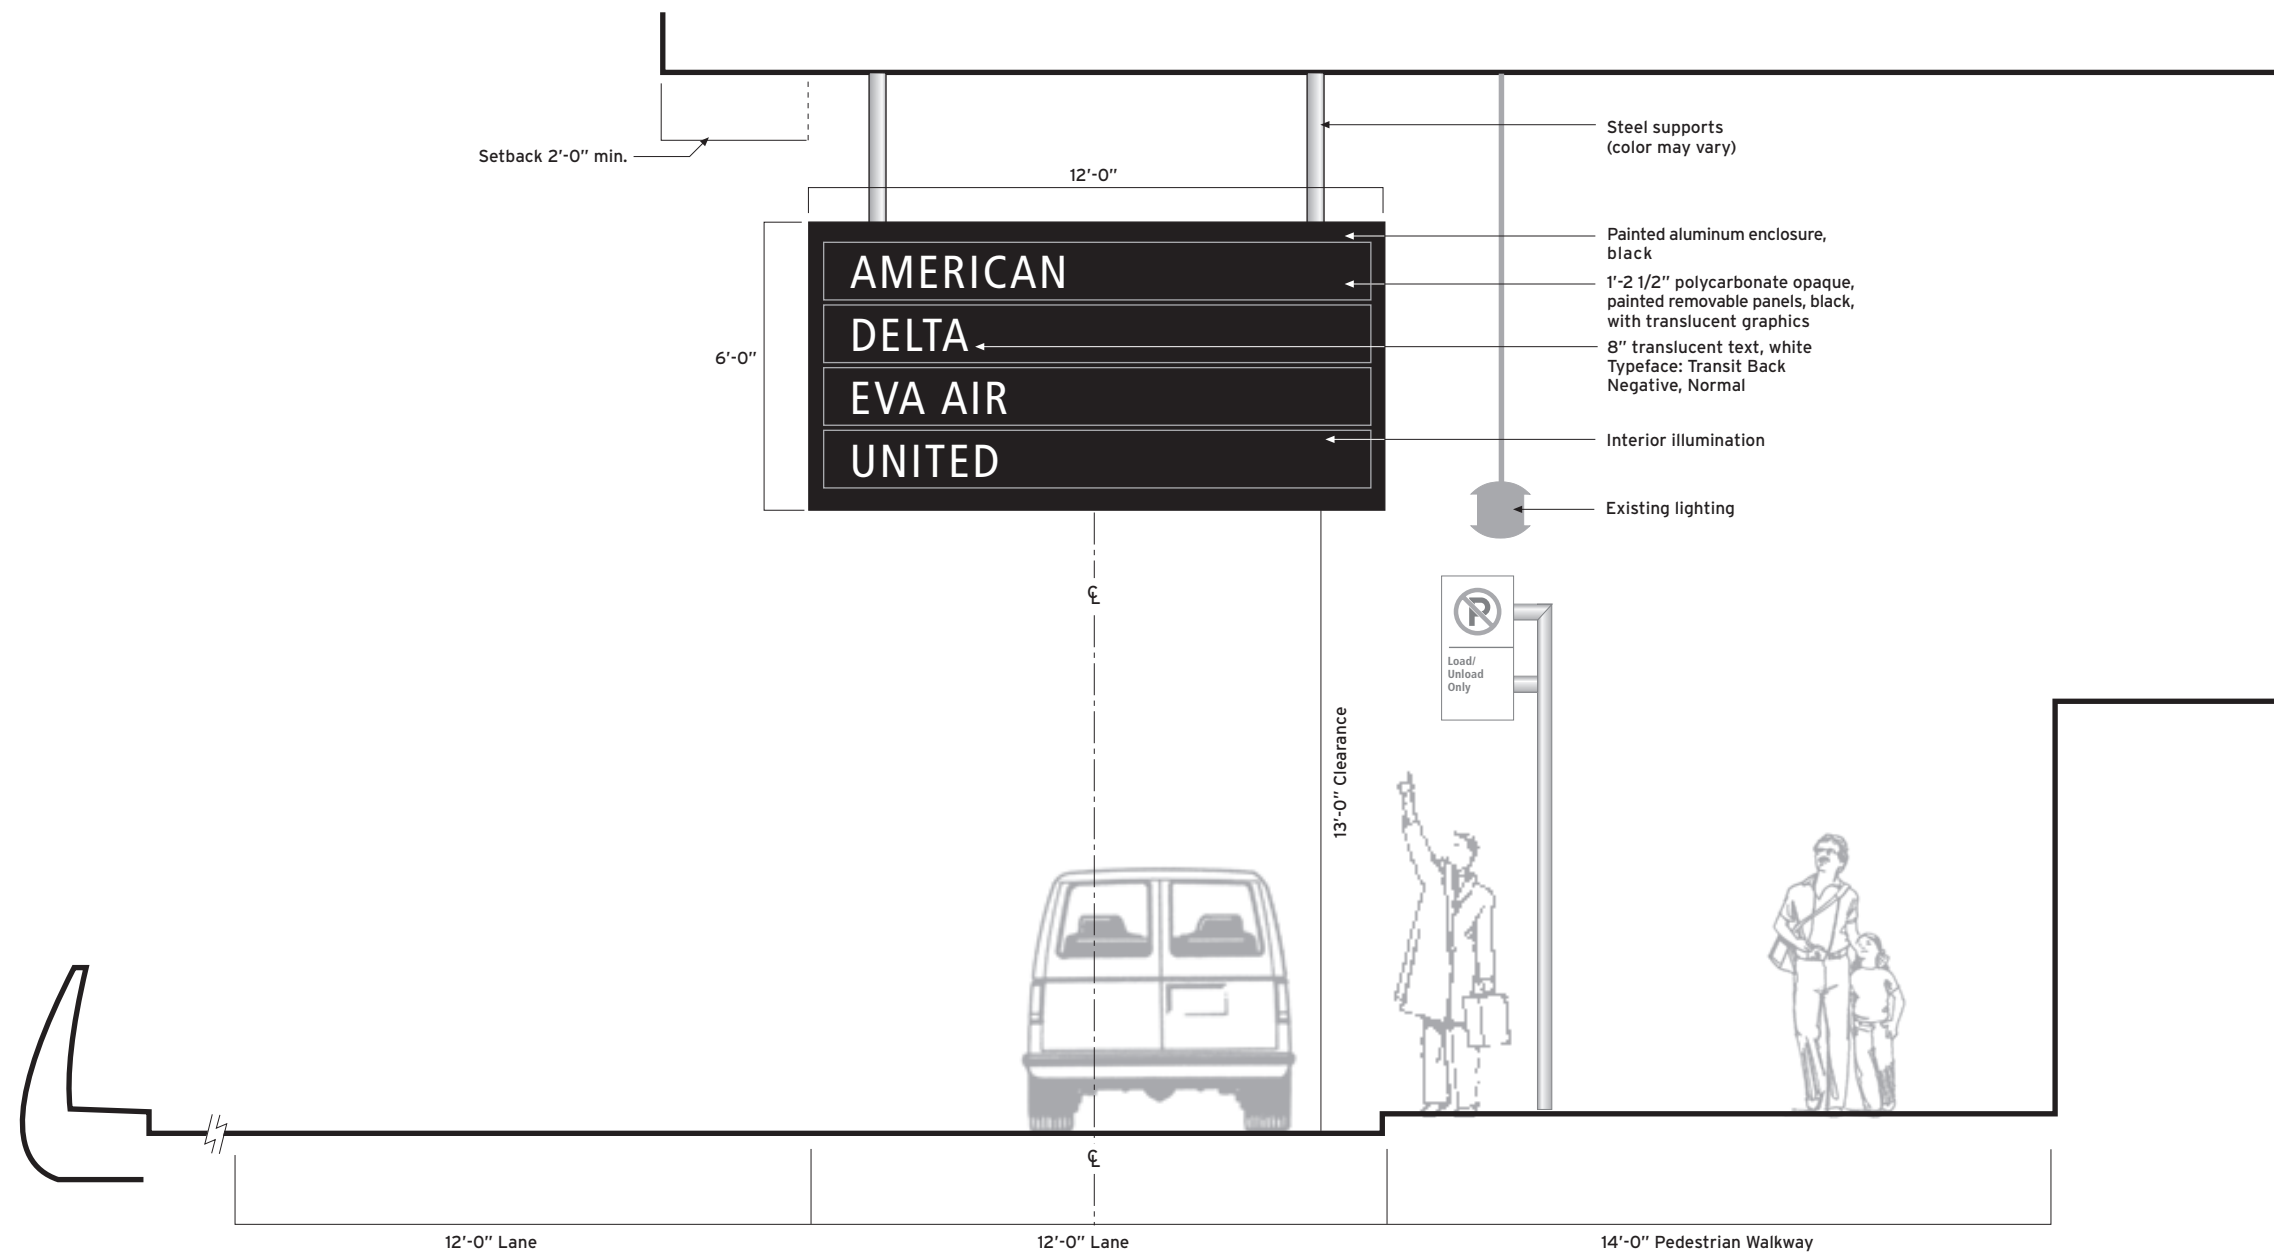 Setback 2'-0" min.
Steel supports
(color may vary)
12'-0"
Painted aluminum enclosure,
black
AMERICAN
1'-2 1/2" polycarbonate opaque,
painted removable panels, black,
with translucent graphics
DELTA
8" translucent text, white
Typeface: Transit Back
Negative, Normal
6'-0"
EVA AIR
UNITED
Interior illumination
Existing lighting
℄
P
Load/
Unload
Only
13'-0" Clearance
℄
12'-0" Lane
12'-0" Lane
14'-0" Pedestrian Walkway